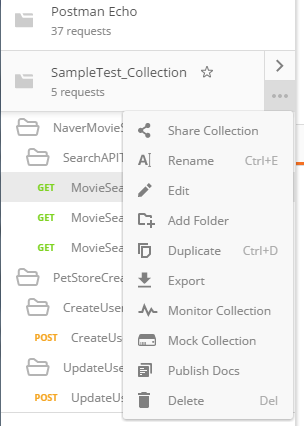 Postman Echo
37 requests
SampleTest_Collection
5 requests
NaverMovieS
Share Collection
SearchAPIT
Rename Ctrl+E
GET MovieSea
Edit
GET MovieSea
Add Folder
GET MovieSea
Duplicate Ctrl+D
PetStoreCrea
Export
CreateUser
Monitor Collection
POST CreateUs
Mock Collection
UpdateUse
Publish Docs
POST UpdateUs
Delete Del